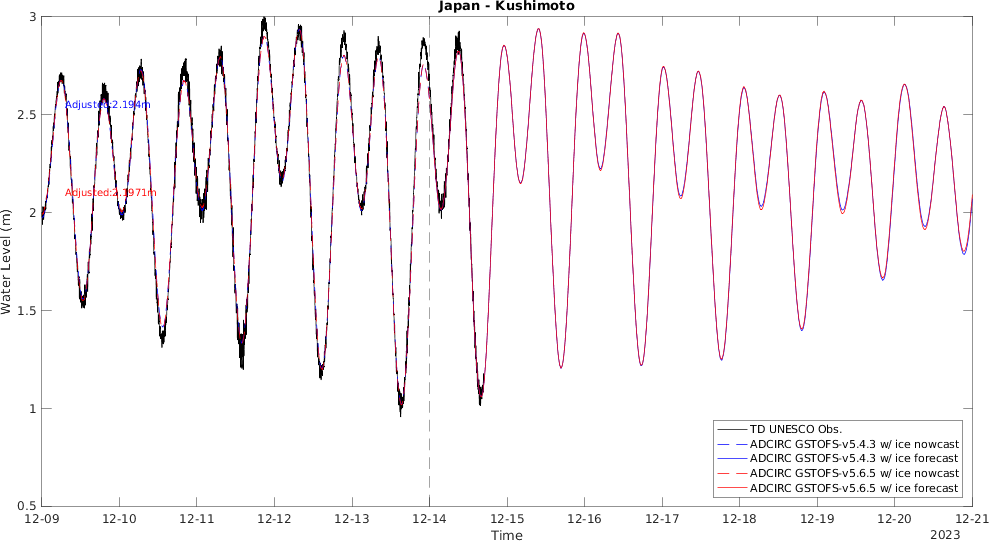 Japan - Kushimoto
3
2.5
2
1.5
1
0.5
Water Level (m)
Adjusted:2.194m
Adjusted:2.1971m
TD UNESCO Obs.
ADCIRC GSTOFS-v5.4.3 w/ ice nowcast
ADCIRC GSTOFS-v5.4.3 w/ ice forecast
ADCIRC GSTOFS-v5.6.5 w/ ice nowcast
ADCIRC GSTOFS-v5.6.5 w/ ice forecast
12-09 12-10 12-11 12-12 12-13 12-14 12-15 12-16 12-17 12-18 12-19 12-20 12-21
Time
2023